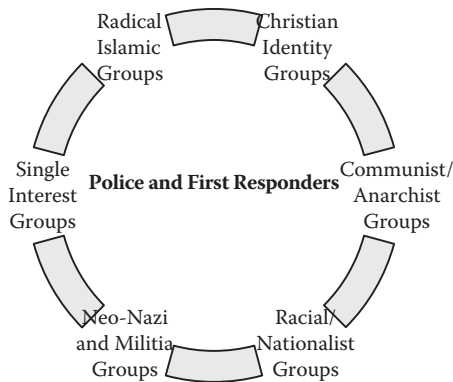 Radical
Islamic
Groups
Christian
Identity
Groups
Single
Interest
Groups
Police and First Responders
Communist/
Anarchist
Groups
Neo-Nazi
and Militia
Groups
Racial/
Nationalist
Groups